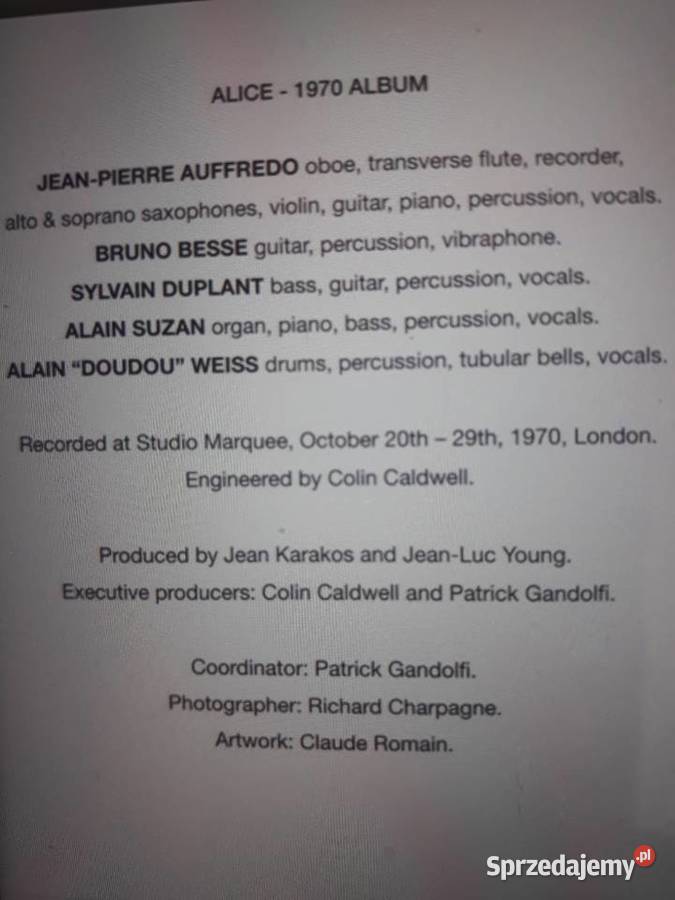 ALICE - 1970 ALBUM
JEAN-PIERRE AUFFREDO oboe, transverse flute, recorder,
alto & soprano saxophones, violin, guitar, piano, percussion, vocals.
BRUNO BESSE guitar, percussion, vibraphone.
SYLVAIN DUPLANT bass, guitar, percussion, vocals.
ALAIN SUZAN organ, piano, bass, percussion, vocals.
ALAIN “DOUDOU” WEISS drums, percussion, tubular bells, vocals.
Recorded at Studio Marquee, October 20th – 29th, 1970, London.
Engineered by Colin Caldwell.
Produced by Jean Karakos and Jean-Luc Young.
Executive producers: Colin Caldwell and Patrick Gandolfi.
Coordinator: Patrick Gandolfi.
Photographer: Richard Charpagne.
Artwork: Claude Romain.
Sprzedajemy.pl